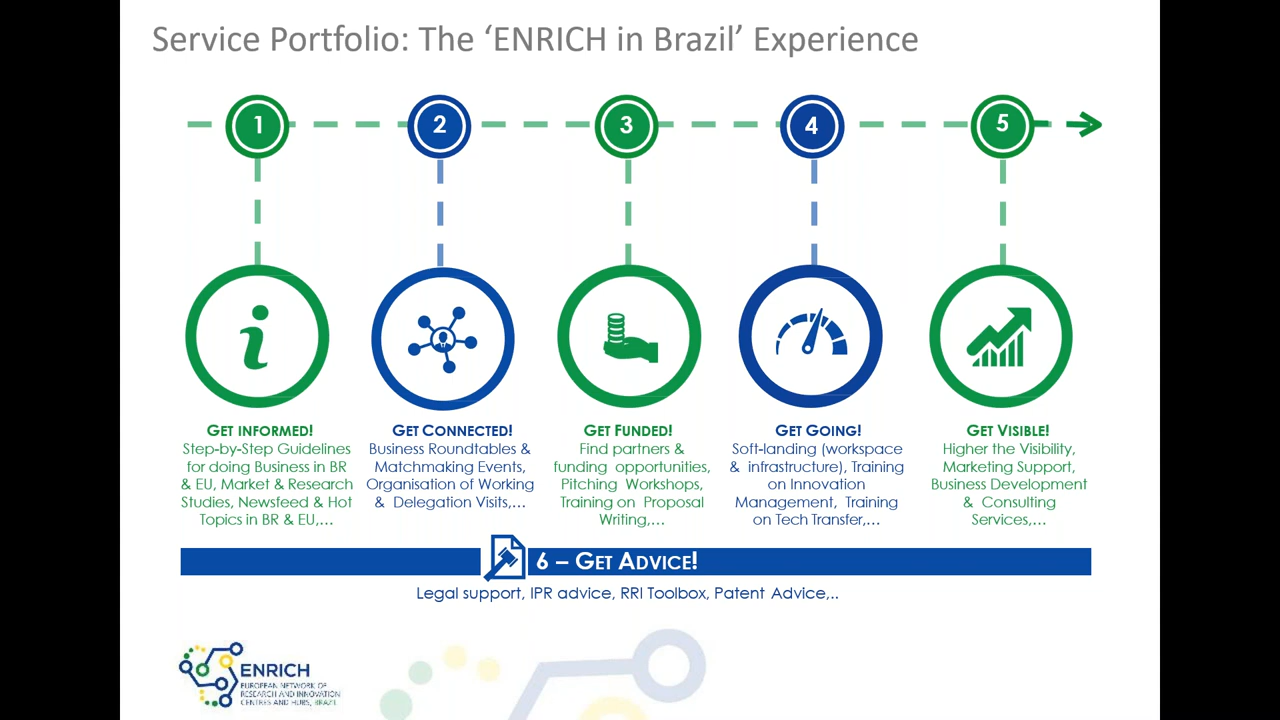 Service Portfolio: The ‘ENRICH in Brazil’ Experience
1
2
3
4
5
GET INFORMED!
Step-by-Step Guidelines
for doing Business in BR
& EU, Market & Research
Studies, Newsfeed & Hot
Topics in BR & EU,...
GET CONNECTED!
Business Roundtables &
Matchmaking Events,
Organisation of Working
& Delegation Visits,...
GET FUNDED!
Find partners &
funding opportunities,
Pitching Workshops,
Training on Proposal
Writing,...
GET GOING!
Soft-landing (workspace
& infrastructure), Training
on Innovation
Management, Training
on Tech Transfer,...
GET VISIBLE!
Higher the Visibility,
Marketing Support,
Business Development
& Consulting
Services,...
6 – GET ADVICE!
Legal support, IPR advice, RRI Toolbox, Patent Advice,..
ENRICH
EUROPEAN NETWORK OF
RESEARCH AND INNOVATION
CENTRES AND HUBS, BRAZIL